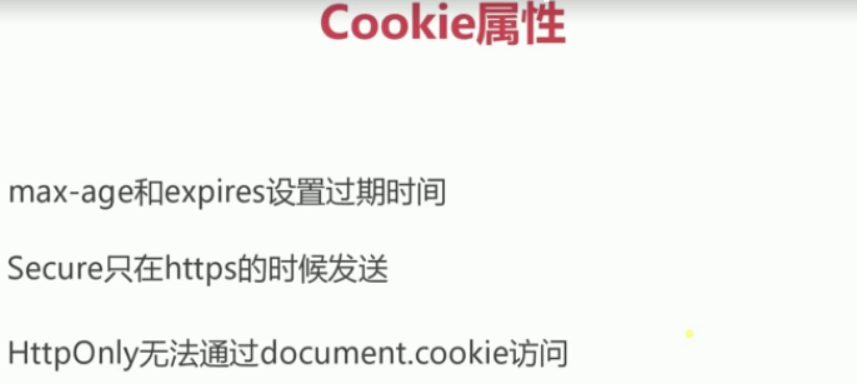 Cookie属性
max-age和expires设置过期时间
Secure只在https的时候发送
HttpOnly无法通过document.cookie访问